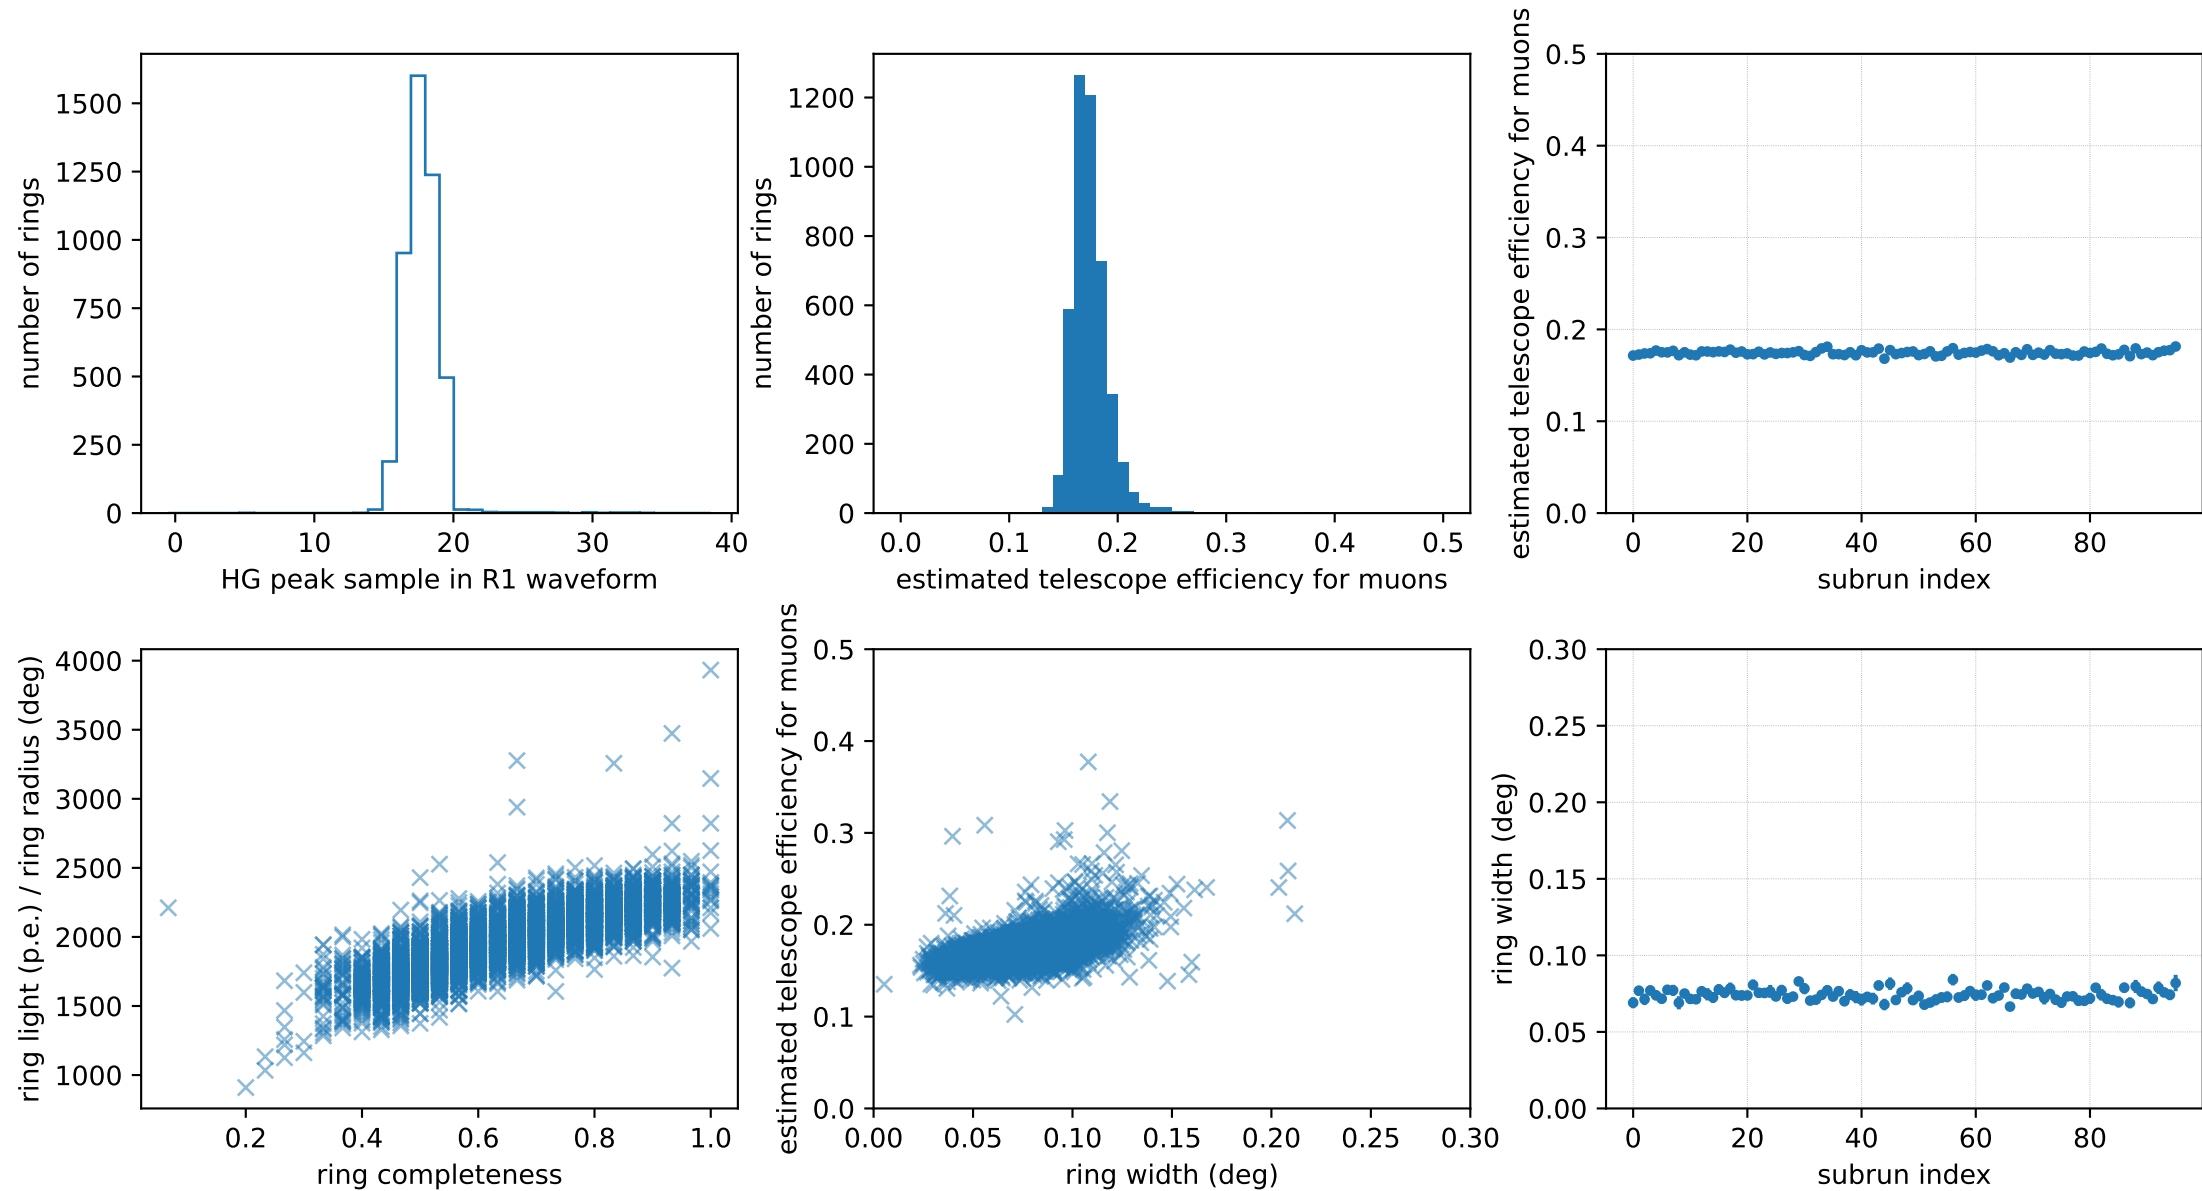 number of rings
1500
1250
1000
750
500
250
0
0 10 20 30 40
HG peak sample in R1 waveform
number of rings
1200
1000
800
600
400
200
0
0.0 0.1 0.2 0.3 0.4 0.5
estimated telescope efficiency for muons
estimated telescope efficiency for muons
0.5
0.4
0.3
0.2
0.1
0.0
0 20 40 60 80
subrun index
ring light (p.e.) / ring radius (deg)
4000
3500
3000
2500
2000
1500
1000
0.2 0.4 0.6 0.8 1.0
ring completeness
estimated telescope efficiency for muons
0.5
0.4
0.3
0.2
0.1
0.0
0.00 0.05 0.10 0.15 0.20 0.25 0.30
ring width (deg)
ring width (deg)
0.30
0.25
0.20
0.15
0.10
0.05
0.00
0 20 40 60 80
subrun index